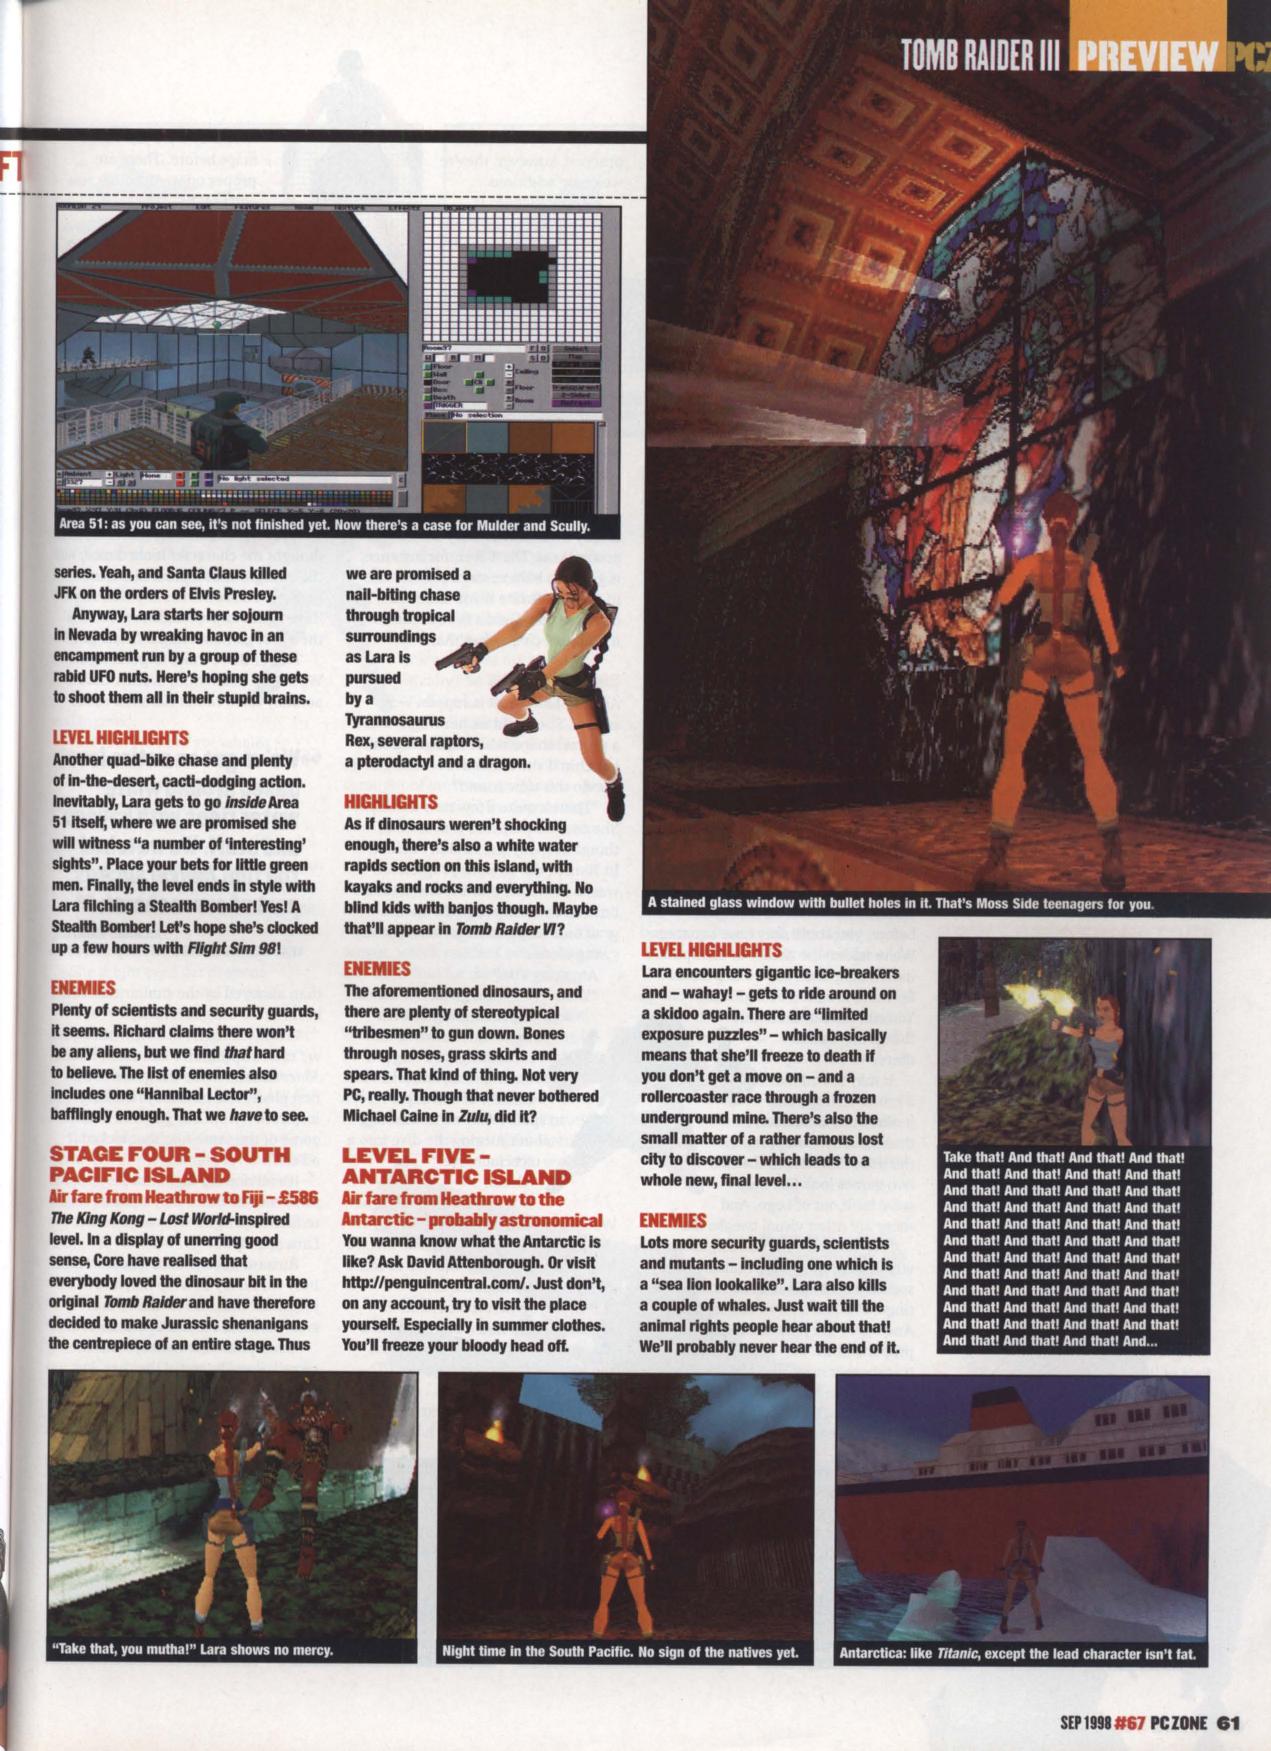 TOMB RAIDER III PREVIEW PCZ
FT
Project
Features
Effects
Objects
Room37
Select
Floor
Wall
Door
Box
Death
TRIGGER
Ceiling
Floor
Room
Transparent
2-Sided
No selection
Ambient
Light
None
No light selected
Area 51: as you can see, it's not finished yet. Now there's a case for Mulder and Scully.
series. Yeah, and Santa Claus killed
JFK on the orders of Elvis Presley.
Anyway, Lara starts her sojourn
in Nevada by wreaking havoc in an
encampment run by a group of these
rabid UFO nuts. Here's hoping she gets
to shoot them all in their stupid brains.
LEVEL HIGHLIGHTS
Another quad-bike chase and plenty
of in-the-desert, cacti-dodging action.
Inevitably, Lara gets to go inside Area
51 itself, where we are promised she
will witness "a number of 'interesting'
sights". Place your bets for little green
men. Finally, the level ends in style with
Lara filching a Stealth Bomber! Yes! A
Stealth Bomber! Let's hope she's clocked
up a few hours with Flight Sim 98!
ENEMIES
Plenty of scientists and security guards,
it seems. Richard claims there won't
be any aliens, but we find that hard
to believe. The list of enemies also
includes one "Hannibal Lector",
bafflingly enough. That we have to see.
STAGE FOUR – SOUTH
PACIFIC ISLAND
Air fare from Heathrow to Fiji – £586
The King Kong – Lost World-inspired
level. In a display of unerring good
sense, Core have realised that
everybody loved the dinosaur bit in the
original Tomb Raider and have therefore
decided to make Jurassic shenanigans
the centrepiece of an entire stage. Thus
we are promised a
nail-biting chase
through tropical
surroundings
as Lara is
pursued
by a
Tyrannosaurus
Rex, several raptors,
a pterodactyl and a dragon.
HIGHLIGHTS
As if dinosaurs weren't shocking
enough, there's also a white water
rapids section on this island, with
kayaks and rocks and everything. No
blind kids with banjos though. Maybe
that'll appear in Tomb Raider VI?
ENEMIES
The aforementioned dinosaurs, and
there are plenty of stereotypical
"tribesmen" to gun down. Bones
through noses, grass skirts and
spears. That kind of thing. Not very
PC, really. Though that never bothered
Michael Caine in Zulu, did it?
LEVEL FIVE –
ANTARCTIC ISLAND
Air fare from Heathrow to the
Antarctic – probably astronomical
You wanna know what the Antarctic is
like? Ask David Attenborough. Or visit
http://penguincentral.com/. Just don't,
on any account, try to visit the place
yourself. Especially in summer clothes.
You'll freeze your bloody head off.
A stained glass window with bullet holes in it. That's Moss Side teenagers for you.
LEVEL HIGHLIGHTS
Lara encounters gigantic ice-breakers
and – wahay! – gets to ride around on
a skidoo again. There are "limited
exposure puzzles" – which basically
means that she'll freeze to death if
you don't get a move on – and a
rollercoaster race through a frozen
underground mine. There's also the
small matter of a rather famous lost
city to discover – which leads to a
whole new, final level...
ENEMIES
Lots more security guards, scientists
and mutants – including one which is
a "sea lion lookalike". Lara also kills
a couple of whales. Just wait till the
animal rights people hear about that!
We'll probably never hear the end of it.
Take that! And that! And that! And that!
And that! And that! And that! And that!
And that! And that! And that! And that!
And that! And that! And that! And that!
And that! And that! And that! And that!
And that! And that! And that! And that!
And that! And that! And that! And that!
And that! And that! And that! And that!
And that! And that! And that! And that!
And that! And that! And that! And that!
And that! And that! And that! And that!
And that! And that! And that! And...
"Take that, you mutha!" Lara shows no mercy.
Night time in the South Pacific. No sign of the natives yet.
Antarctica: like Titanic, except the lead character isn't fat.
SEP 1998 #67 PC ZONE 61